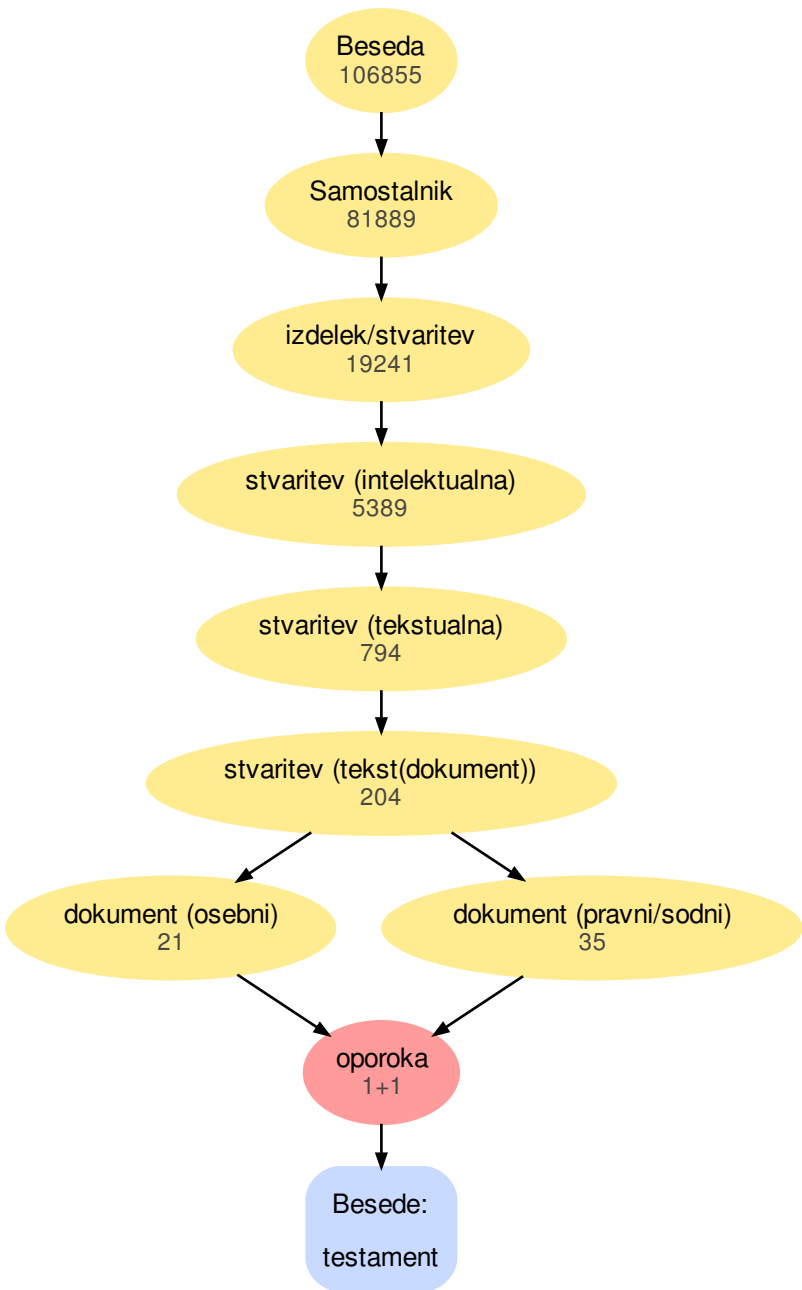 Beseda
106855
Samostalnik
81889
izdelek/stvaritev
19241
stvaritev (intelektualna)
5389
stvaritev (tekstualna)
794
stvaritev (tekst(dokument))
204
dokument (osebni)
21
dokument (pravni/sodni)
35
oporoka
1+1
Besede:
testament